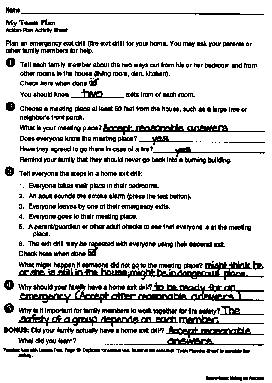 Name
My Team Plan
Action Plan Activity Sheet
Plan an emergency exit drill (fire exit drill) for your home. You may ask your parents or
other family members for help.
1 Tell each family member about the two ways out from his or her bedroom and from
other rooms in the house (living room, den, kitchen).
Check here when done
You should know two exits from each room.
2 Choose a meeting place at least 50 feet from the house, such as a large tree or
neighbor's front porch.
What is your meeting place? Accept reasonable answers
Does everyone know the meeting place? yes
Have they agreed to go there in case of a fire? yes
Remind your family that they should never go back into a burning building.
3 Tell everyone the steps in a home exit drill:
1. Everyone takes their place in their bedrooms.
2. An adult sounds the smoke alarm (press the test button).
3. Everyone leaves by one of their emergency exits.
4. Everyone goes to their meeting place.
5. A parent/guardian or other adult checks to see that everyone is at the meeting
place.
6. The exit drill may be repeated with everyone using their second exit.
Check here when done
What might happen if someone did not go to the meeting place? might think he
or she is still in the house, might be in dangerous place
4 Why should your family have a home exit drill? to be ready for an
emergency (Accept other reasonable answers.)
5 Why is it important for family members to work together for fire safety? The
safety of a group depends on each member.
BONUS: Did your family actually have a home exit drill? Accept reasonable
What did you learn? answers